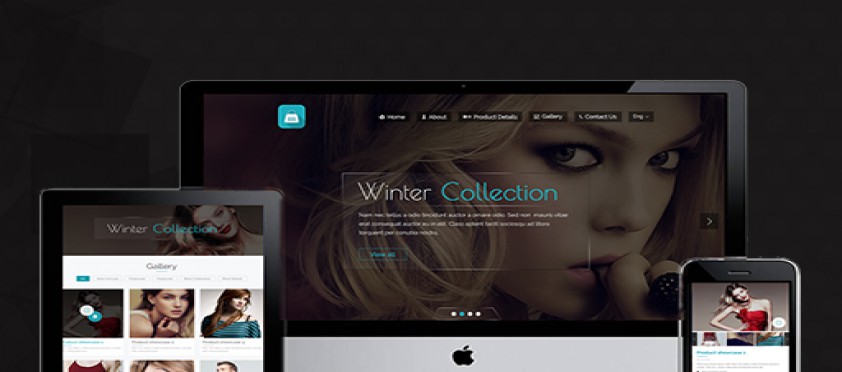 Home
About
Product Details
Gallery
Contact Us
Eng
Winter Collection
Nam nec tellus a odio tincidunt auctor a ornare odio. Sed non mauris vitae
erat consequat auctor eu in elit. Class aptent taciti sociosqu ad litora
torquent per conubia nostra.
View all
Winter Collection
Gallery
Product showcase 1
Product showcase 2
Product showcase 3
Product showcase 2